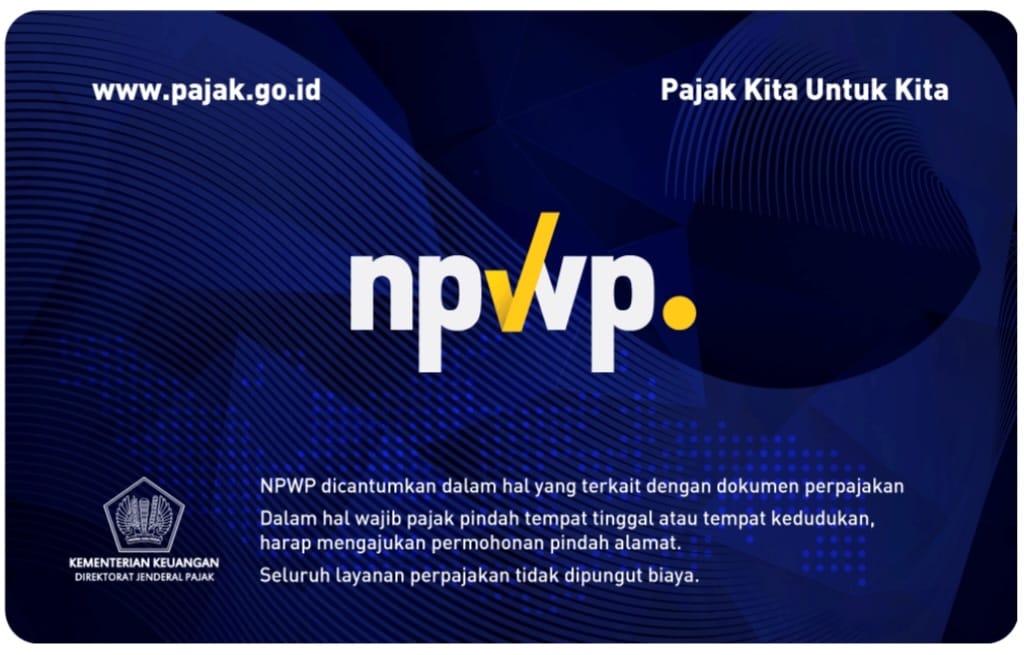 www.pajak.go.id
Pajak Kita Untuk Kita
npwp.
NPWP dicantumkan dalam hal yang terkait dengan dokumen perpajakan
Dalam hal wajib pajak pindah tempat tinggal atau tempat kedudukan,
harap mengajukan permohonan pindah alamat.
Seluruh layanan perpajakan tidak dipungut biaya.
KEMENTERIAN KEUANGAN
DIREKTORAT JENDERAL PAJAK